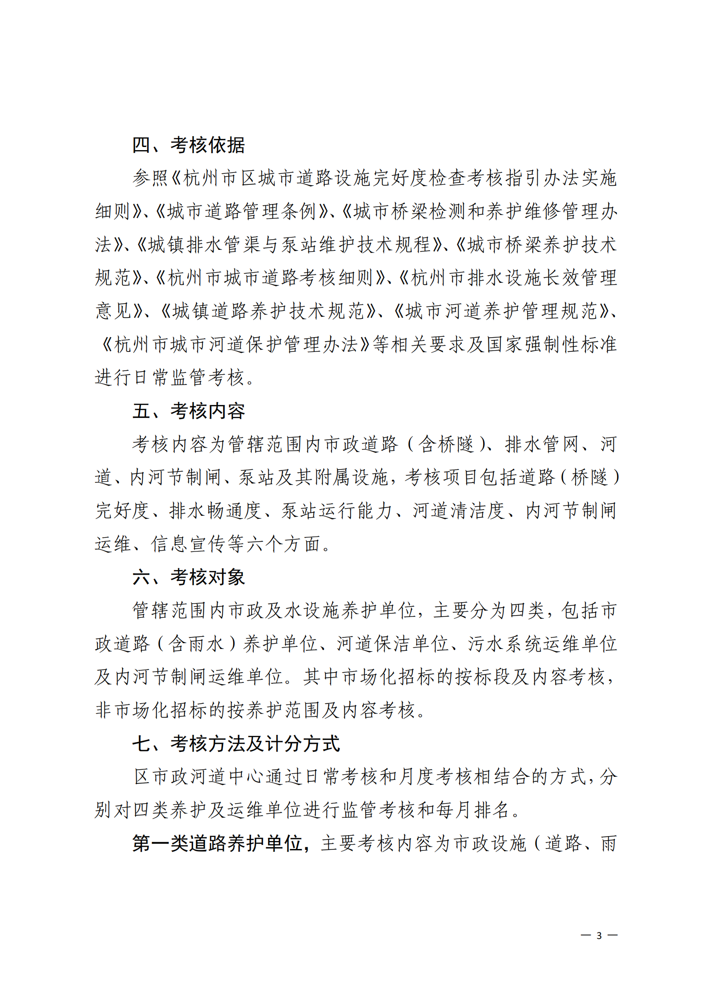 四、考核依据
参照《杭州市区城市道路设施完好度检查考核指引办法实施
细则》、《城市道路管理条例》、《城市桥梁检测和养护维修管理办
法》、《城镇排水管渠与泵站维护技术规程》、《城市桥梁养护技术
规范》、《杭州市城市道路考核细则》、《杭州市排水设施长效管理
意见》、《城镇道路养护技术规范》、《城市河道养护管理规范》、
《杭州市城市河道保护管理办法》等相关要求及国家强制性标准
进行日常监管考核。
五、考核内容
考核内容为管辖范围内市政道路（含桥隧）、排水管网、河
道、内河节制闸、泵站及其附属设施，考核项目包括道路（桥隧）
完好度、排水畅通度、泵站运行能力、河道清洁度、内河节制闸
运维、信息宣传等六个方面。
六、考核对象
管辖范围内市政及水设施养护单位，主要分为四类，包括市
政道路（含雨水）养护单位、河道保洁单位、污水系统运维单位
及内河节制闸运维单位。其中市场化招标的按标段及内容考核，
非市场化招标的按养护范围及内容考核。
七、考核方法及计分方式
区市政河道中心通过日常考核和月度考核相结合的方式，分
别对四类养护及运维单位进行监管考核和每月排名。
第一类道路养护单位，主要考核内容为市政设施（道路、雨
— 3 —